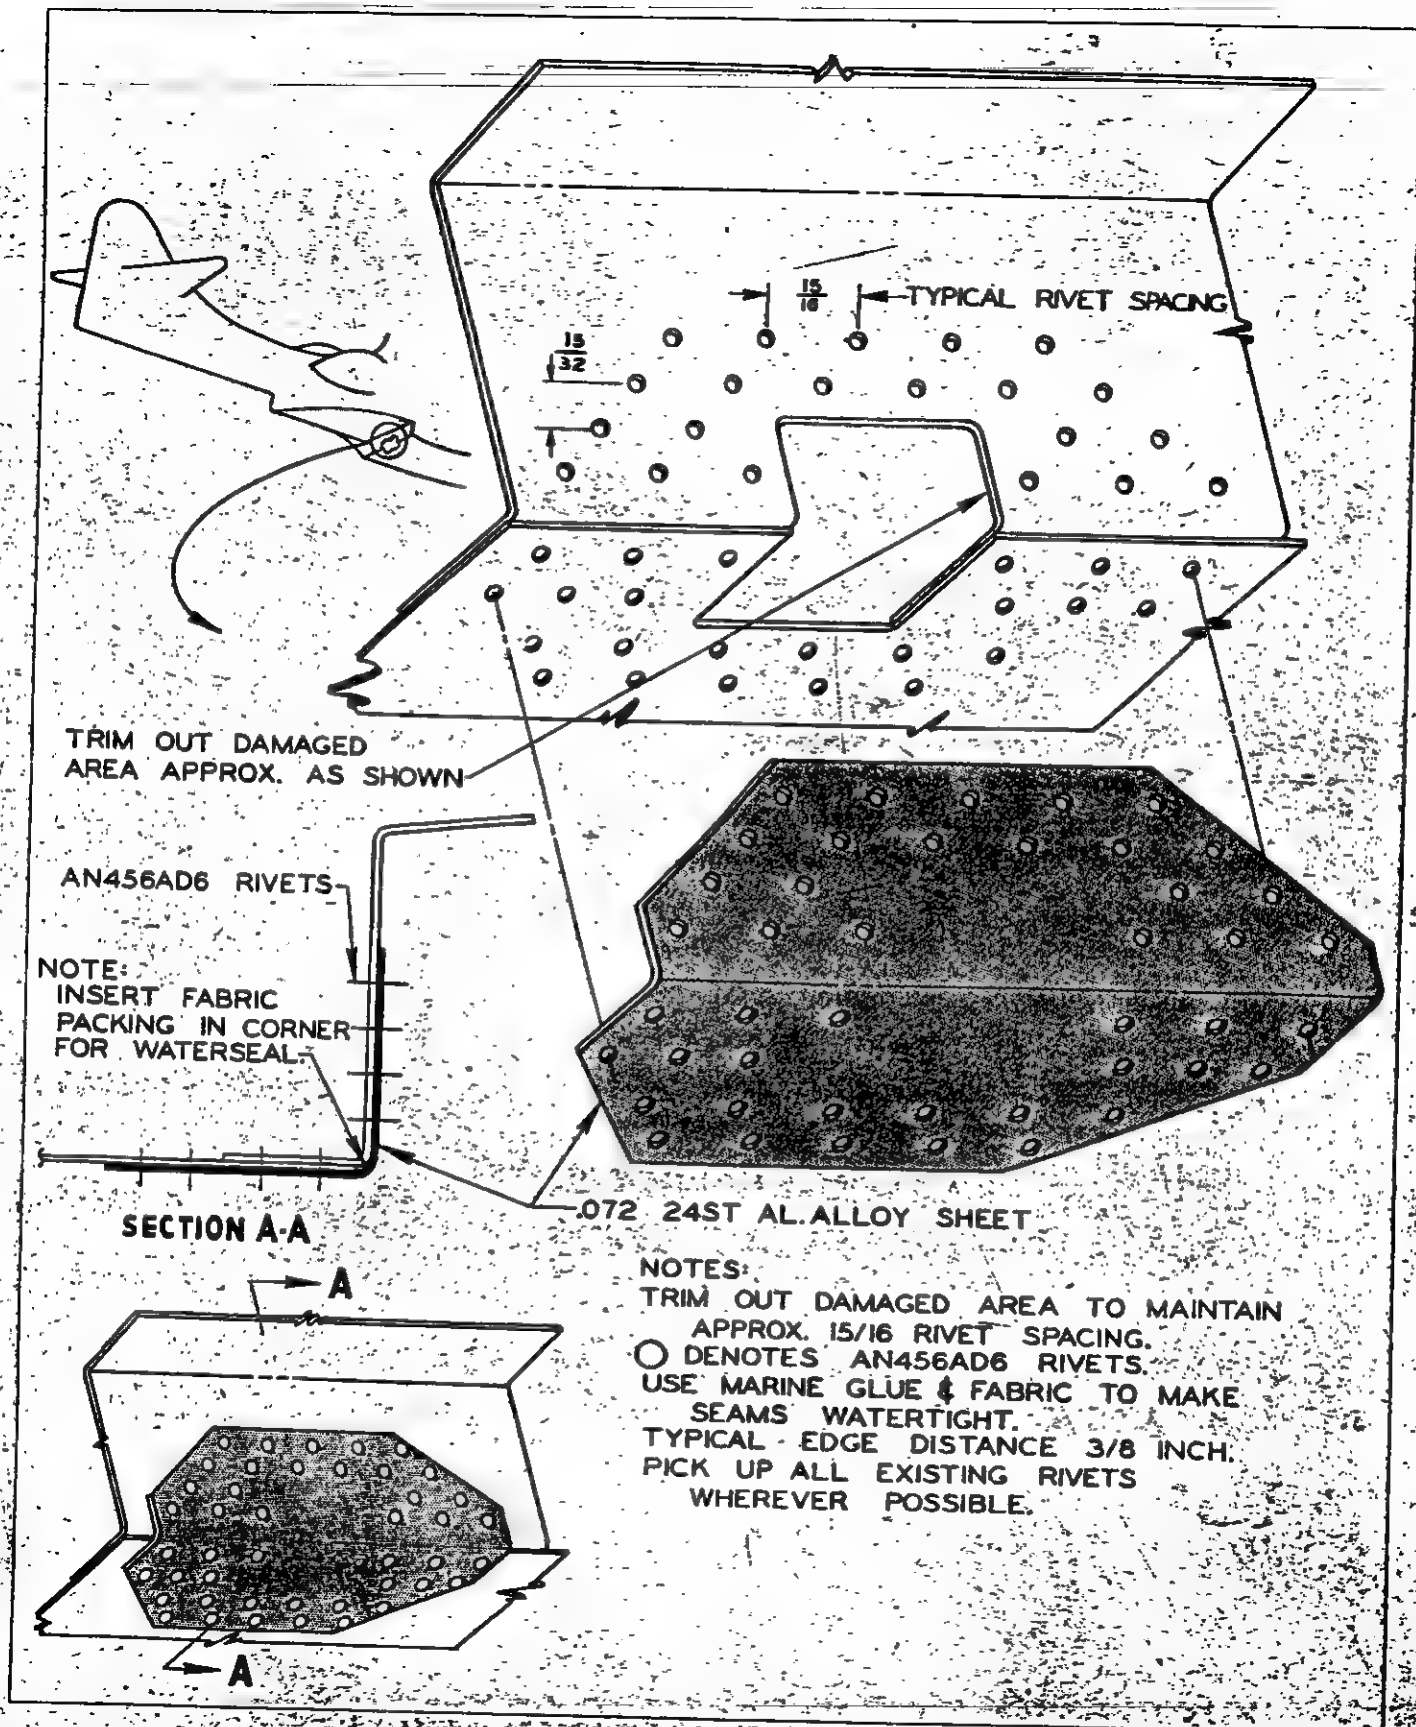 15
16
TYPICAL RIVET SPACING
15
32
TRIM OUT DAMAGED
AREA APPROX. AS SHOWN
AN456AD6 RIVETS
NOTE:
INSERT FABRIC
PACKING IN CORNER
FOR WATERSEAL.
.072 24ST AL. ALLOY SHEET
SECTION A-A
A
A
NOTES:
TRIM OUT DAMAGED AREA TO MAINTAIN
APPROX. 15/16 RIVET SPACING.
DENOTES AN456AD6 RIVETS.
USE MARINE GLUE & FABRIC TO MAKE
SEAMS WATERTIGHT.
TYPICAL EDGE DISTANCE 3/8 INCH.
PICK UP ALL EXISTING RIVETS
WHEREVER POSSIBLE.